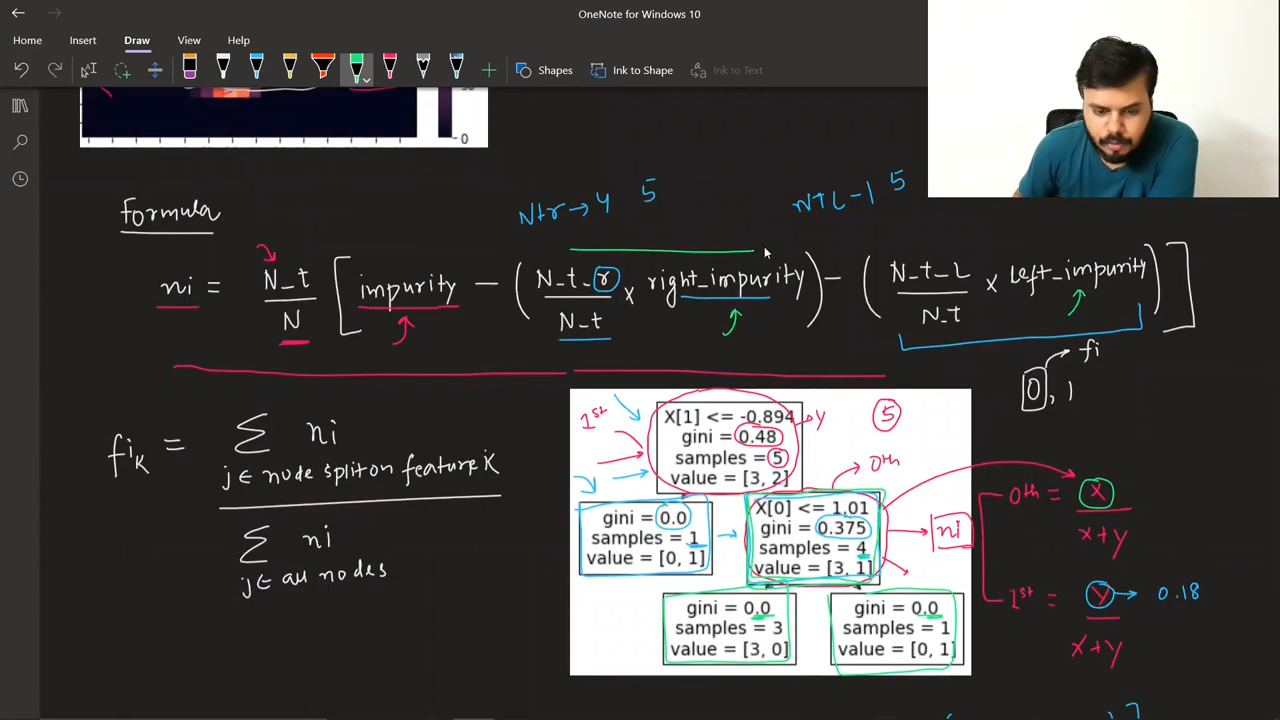 OneNote for Windows 10
Home Insert Draw View Help
Shapes Ink to Shape Ink to Text
0
Formula
N_t_r → 4 5
N_t_L - 1 5
ni = N_t / N [ impurity - ( N_t_r / N_t × right_impurity ) - ( N_t_L / N_t × left_impurity ) ]
fi
0, 1
fi_K = Σ ni j ∈ node split on feature K / Σ ni j ∈ all nodes
1st
X[1] <= -0.894
gini = 0.48
samples = 5
value = [3, 2]
y
5
0th
gini = 0.0
samples = 1
value = [0, 1]
X[0] <= 1.01
gini = 0.375
samples = 4
value = [3, 1]
ni
gini = 0.0
samples = 3
value = [3, 0]
gini = 0.0
samples = 1
value = [0, 1]
0th = x / x+y
1st = y / x+y → 0.18